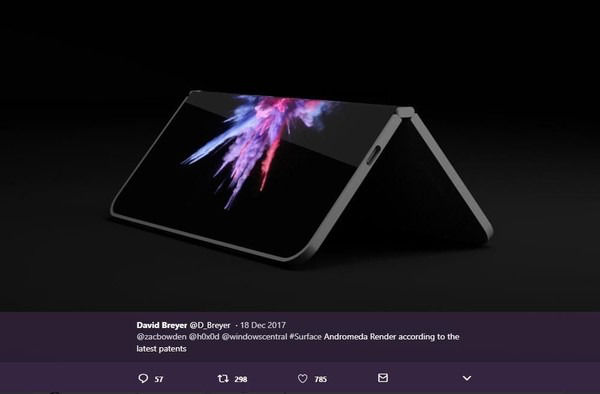 David Breyer @D_Breyer · 18 Dec 2017
@zacbowden @h0x0d @windowscentral #Surface Andromeda Render according to the
latest patents
57 298 785